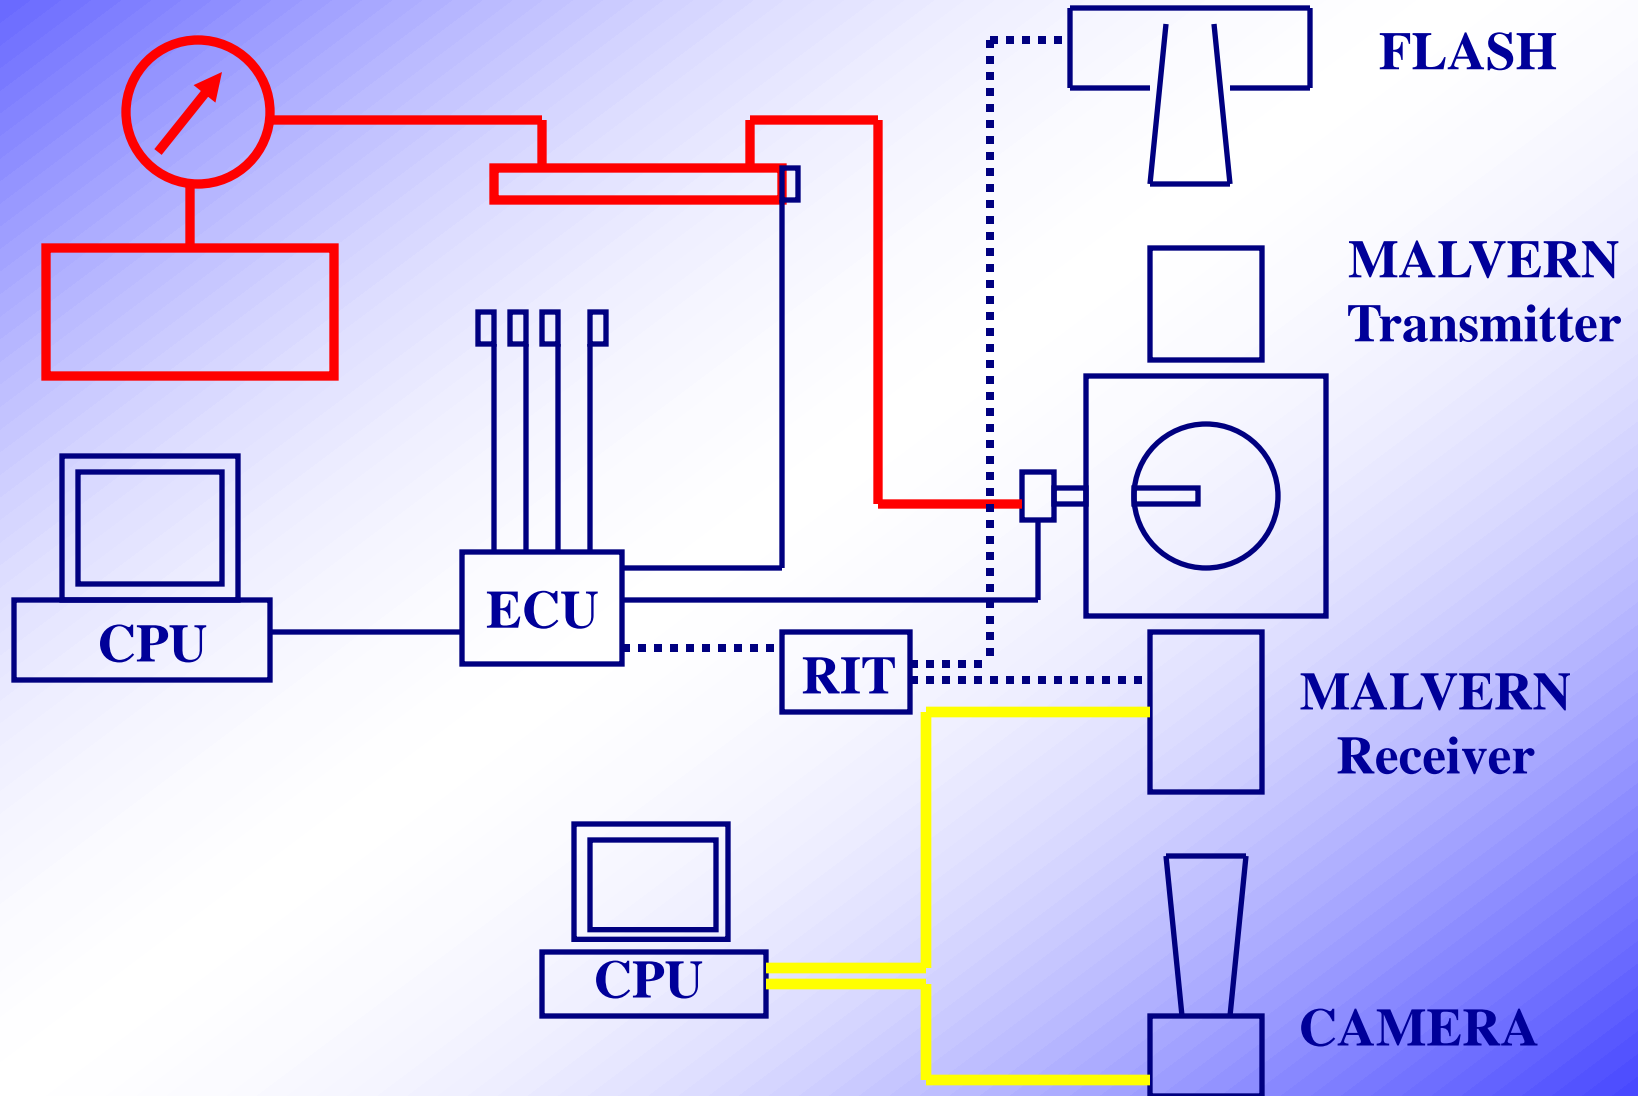 FLASH
MALVERN
Transmitter
ECU
CPU
RIT
MALVERN
Receiver
CPU
CAMERA